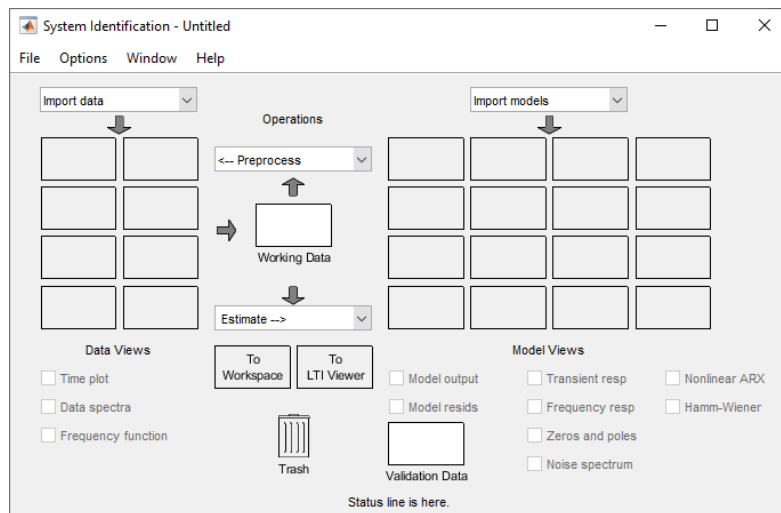 System Identification - Untitled
File Options Window Help
Import data
Import models
Operations
<-- Preprocess
Working Data
Estimate -->
Data Views
Time plot
Data spectra
Frequency function
To
Workspace
To
LTI Viewer
Trash
Model Views
Model output
Transient resp
Nonlinear ARX
Model resids
Frequency resp
Hamm-Wiener
Zeros and poles
Noise spectrum
Validation Data
Status line is here.